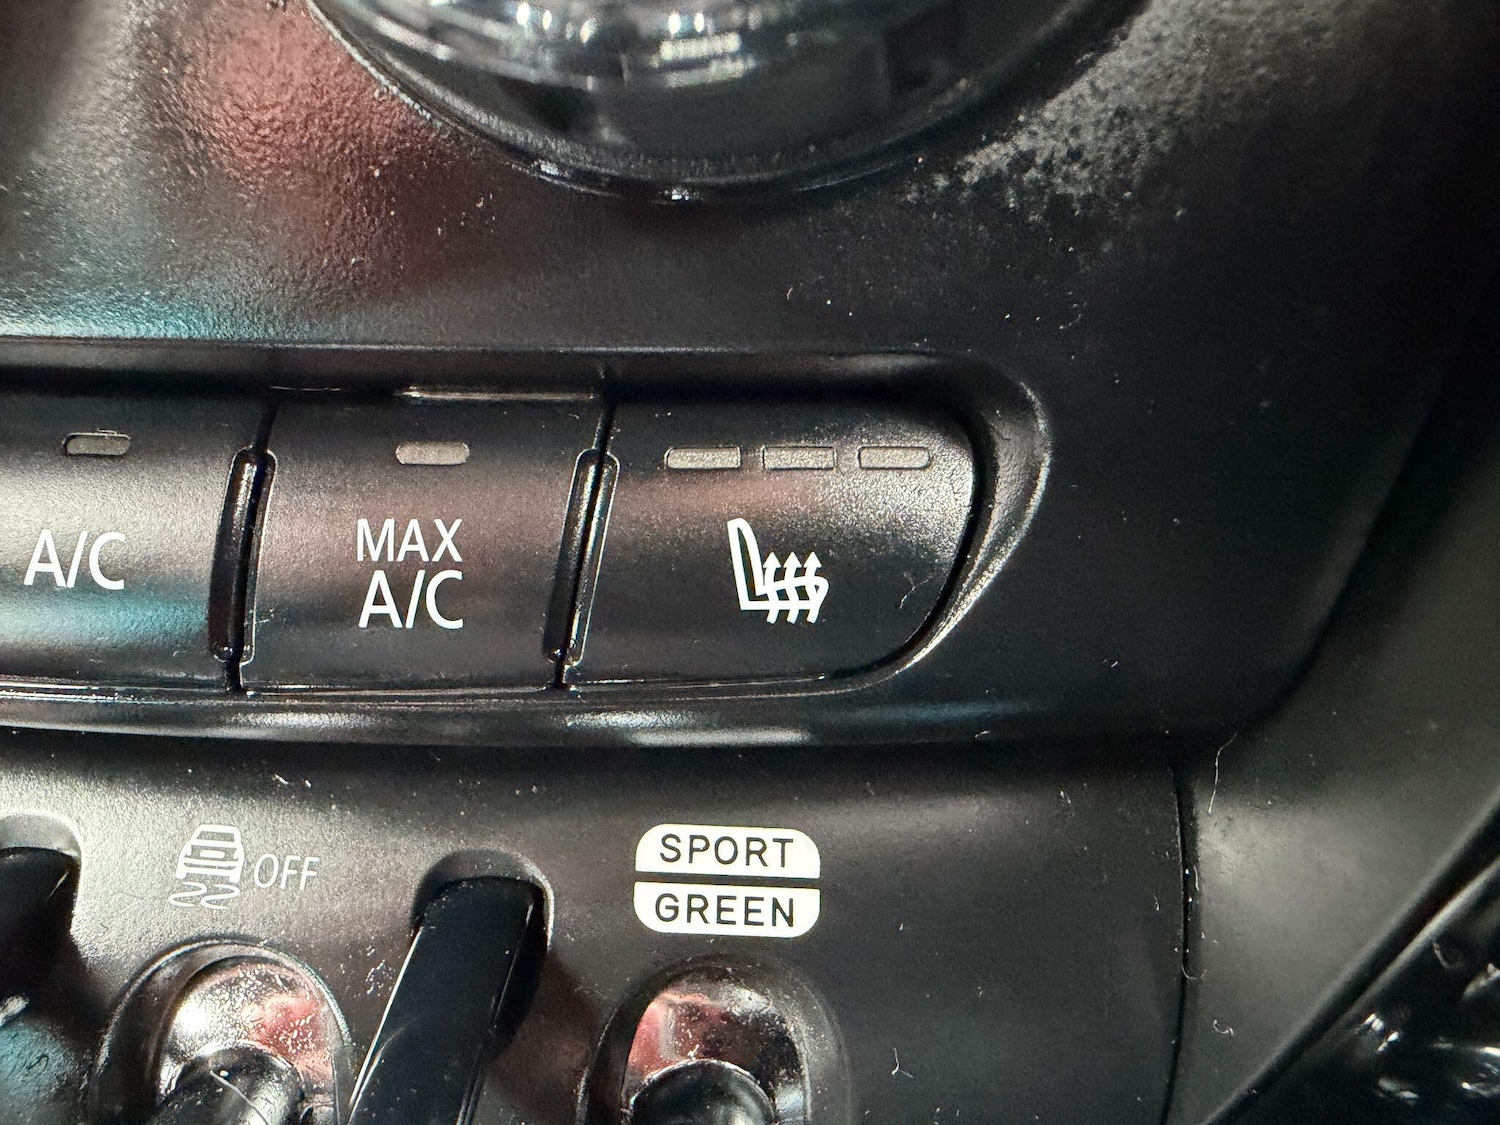 A/C
MAX
A/C
OFF
SPORT
GREEN